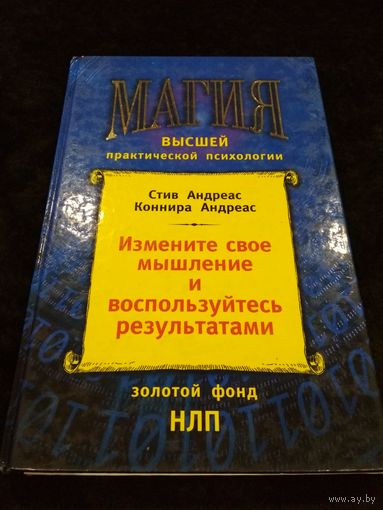 МАГИЯ
ВЫСШЕЙ
практической психологии
Стив Андреас
Коннира Андреас
Измените свое
мышление
и
воспользуйтесь
результатами
золотой фонд
НЛП
www.ay.by